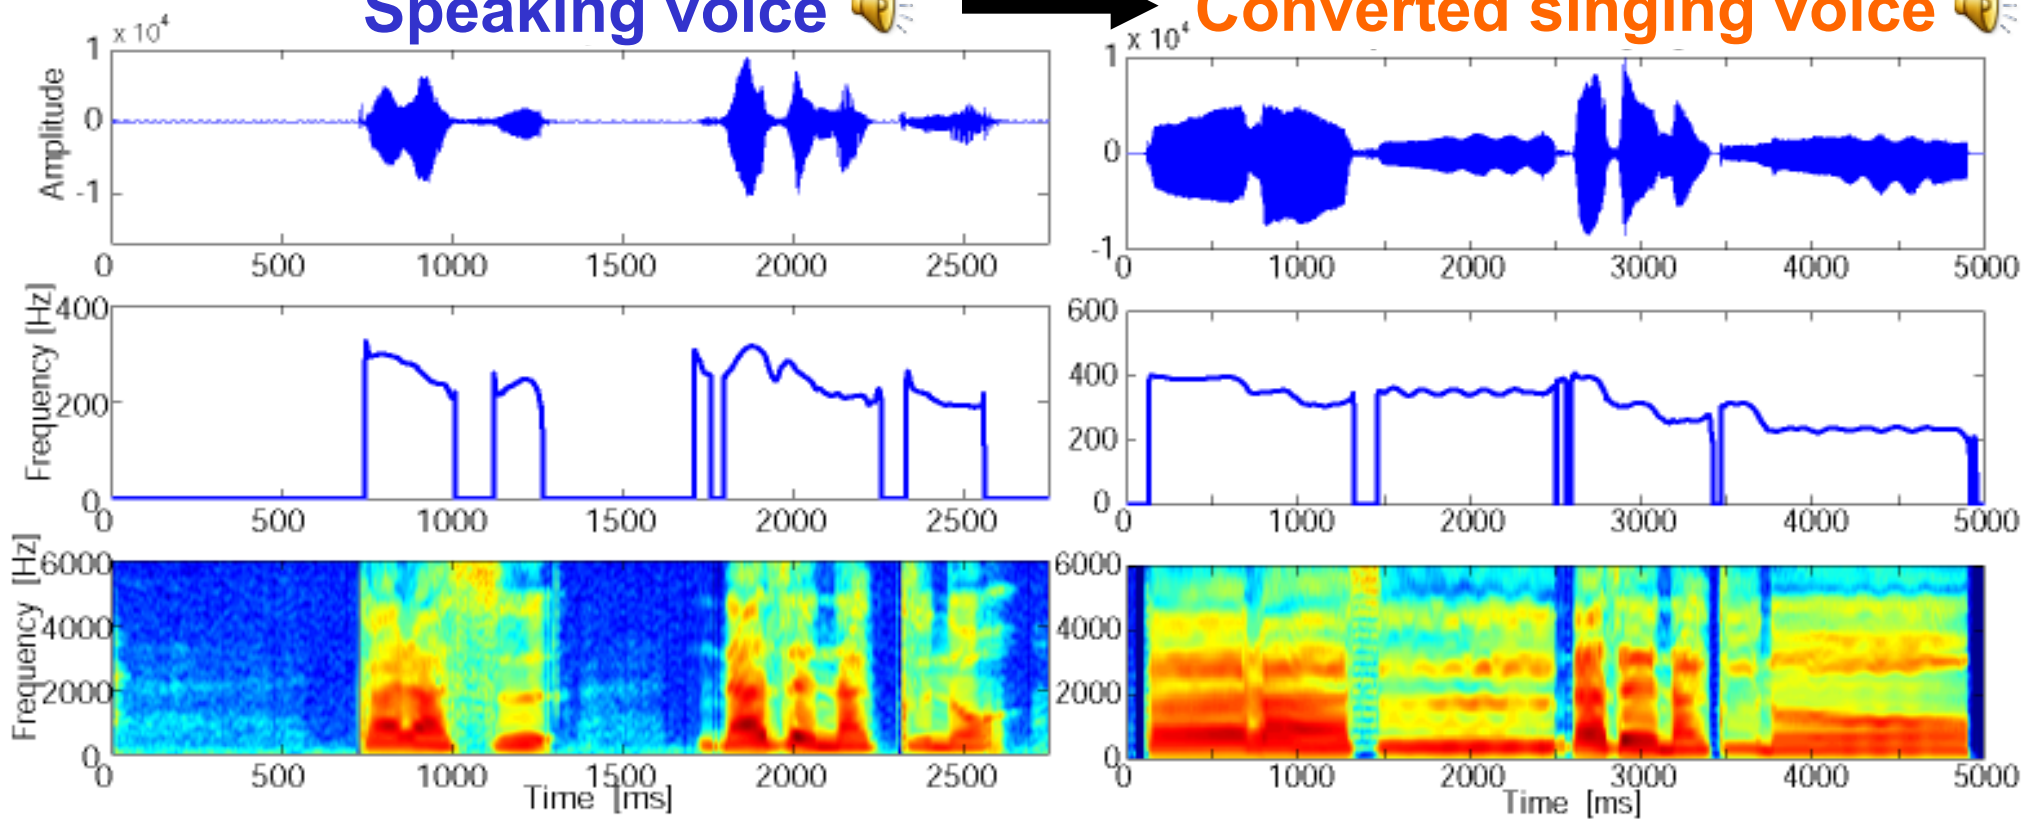 Speaking voice
Converted singing voice
x 10⁴
1
0
-1
Amplitude
0 500 1000 1500 2000 2500
x 10⁴
1
0
-1
0 1000 2000 3000 4000 5000
400
200
0
Frequency [Hz]
0 500 1000 1500 2000 2500
600
400
200
0
0 1000 2000 3000 4000 5000
6000
4000
2000
0
Frequency [Hz]
0 500 1000 1500 2000 2500
Time [ms]
6000
4000
2000
0
0 1000 2000 3000 4000 5000
Time [ms]